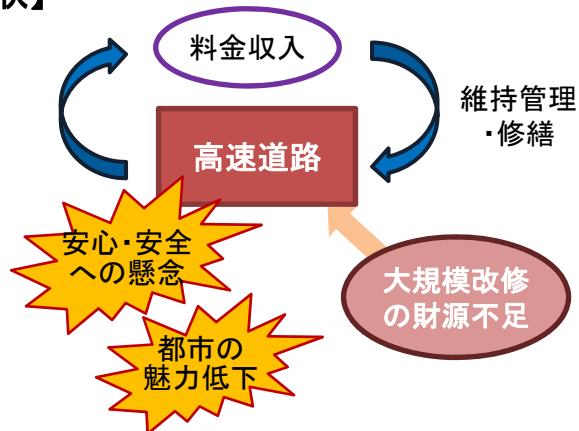 状】
料金収入
維持管理
・修繕
高速道路
安心・安全
への懸念
大規模改修
の財源不足
都市の
魅力低下